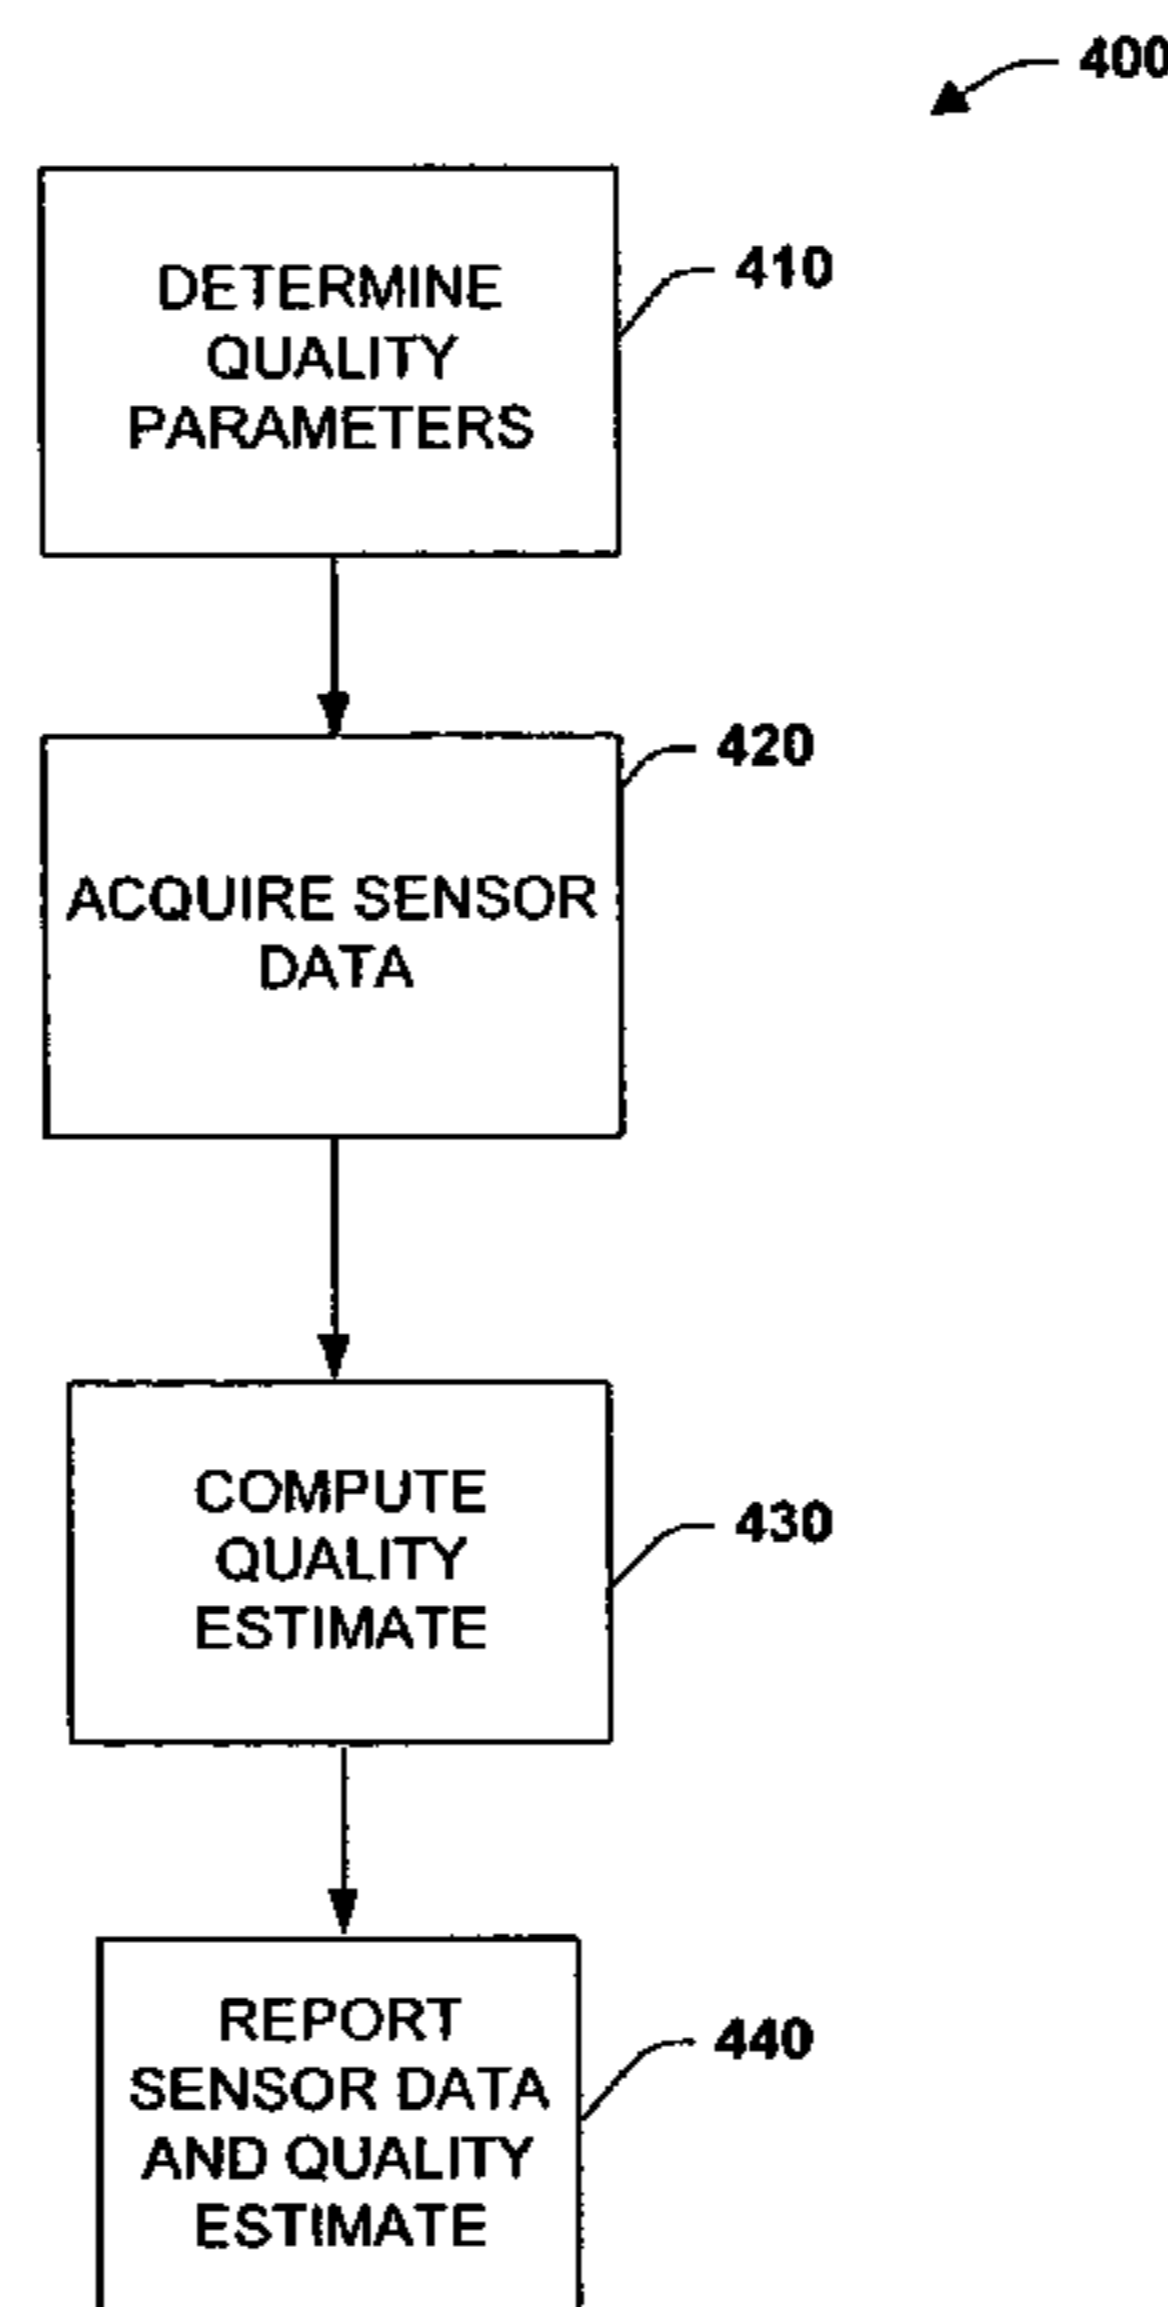 400
DETERMINE
QUALITY
PARAMETERS
410
420
ACQUIRE SENSOR
DATA
COMPUTE
QUALITY
ESTIMATE
430
REPORT
SENSOR DATA
AND QUALITY
ESTIMATE
440